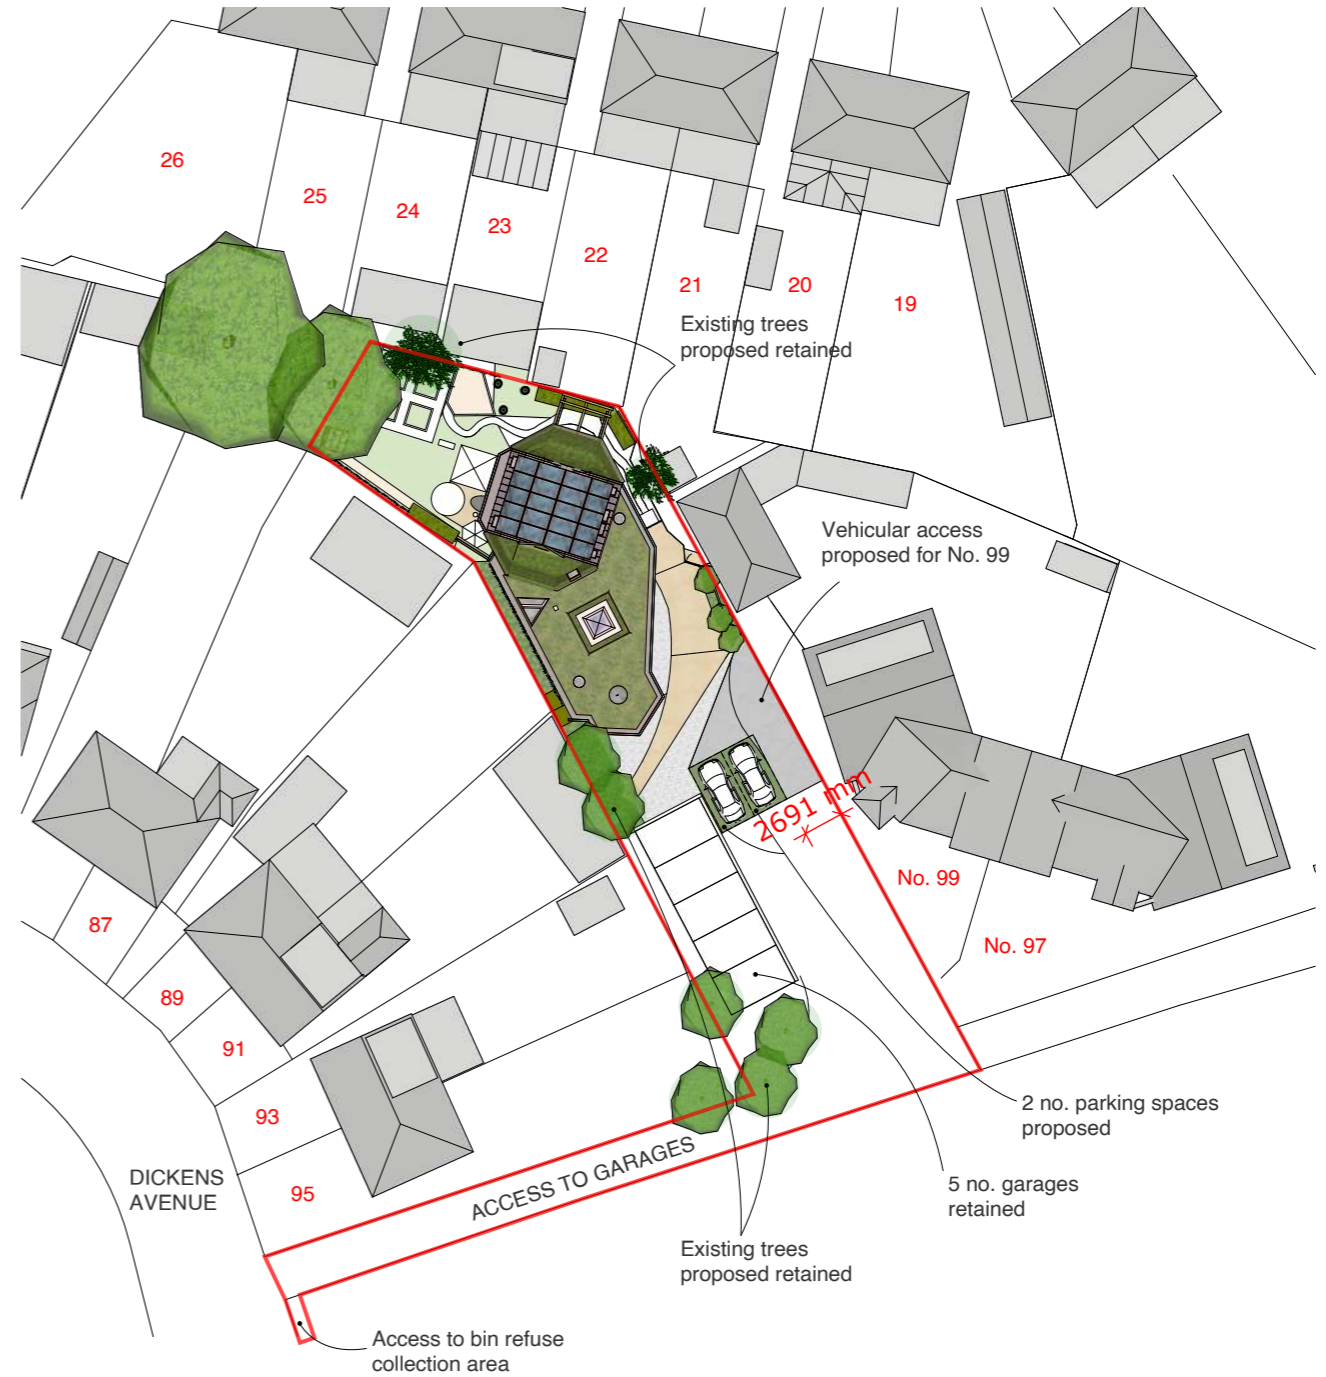 26
25
24
23
22
21
20
19
Existing trees
proposed retained
Vehicular access
proposed for No. 99
2691 mm
No. 99
No. 97
87
89
91
93
95
DICKENS
AVENUE
ACCESS TO GARAGES
2 no. parking spaces
proposed
5 no. garages
retained
Existing trees
proposed retained
Access to bin refuse
collection area